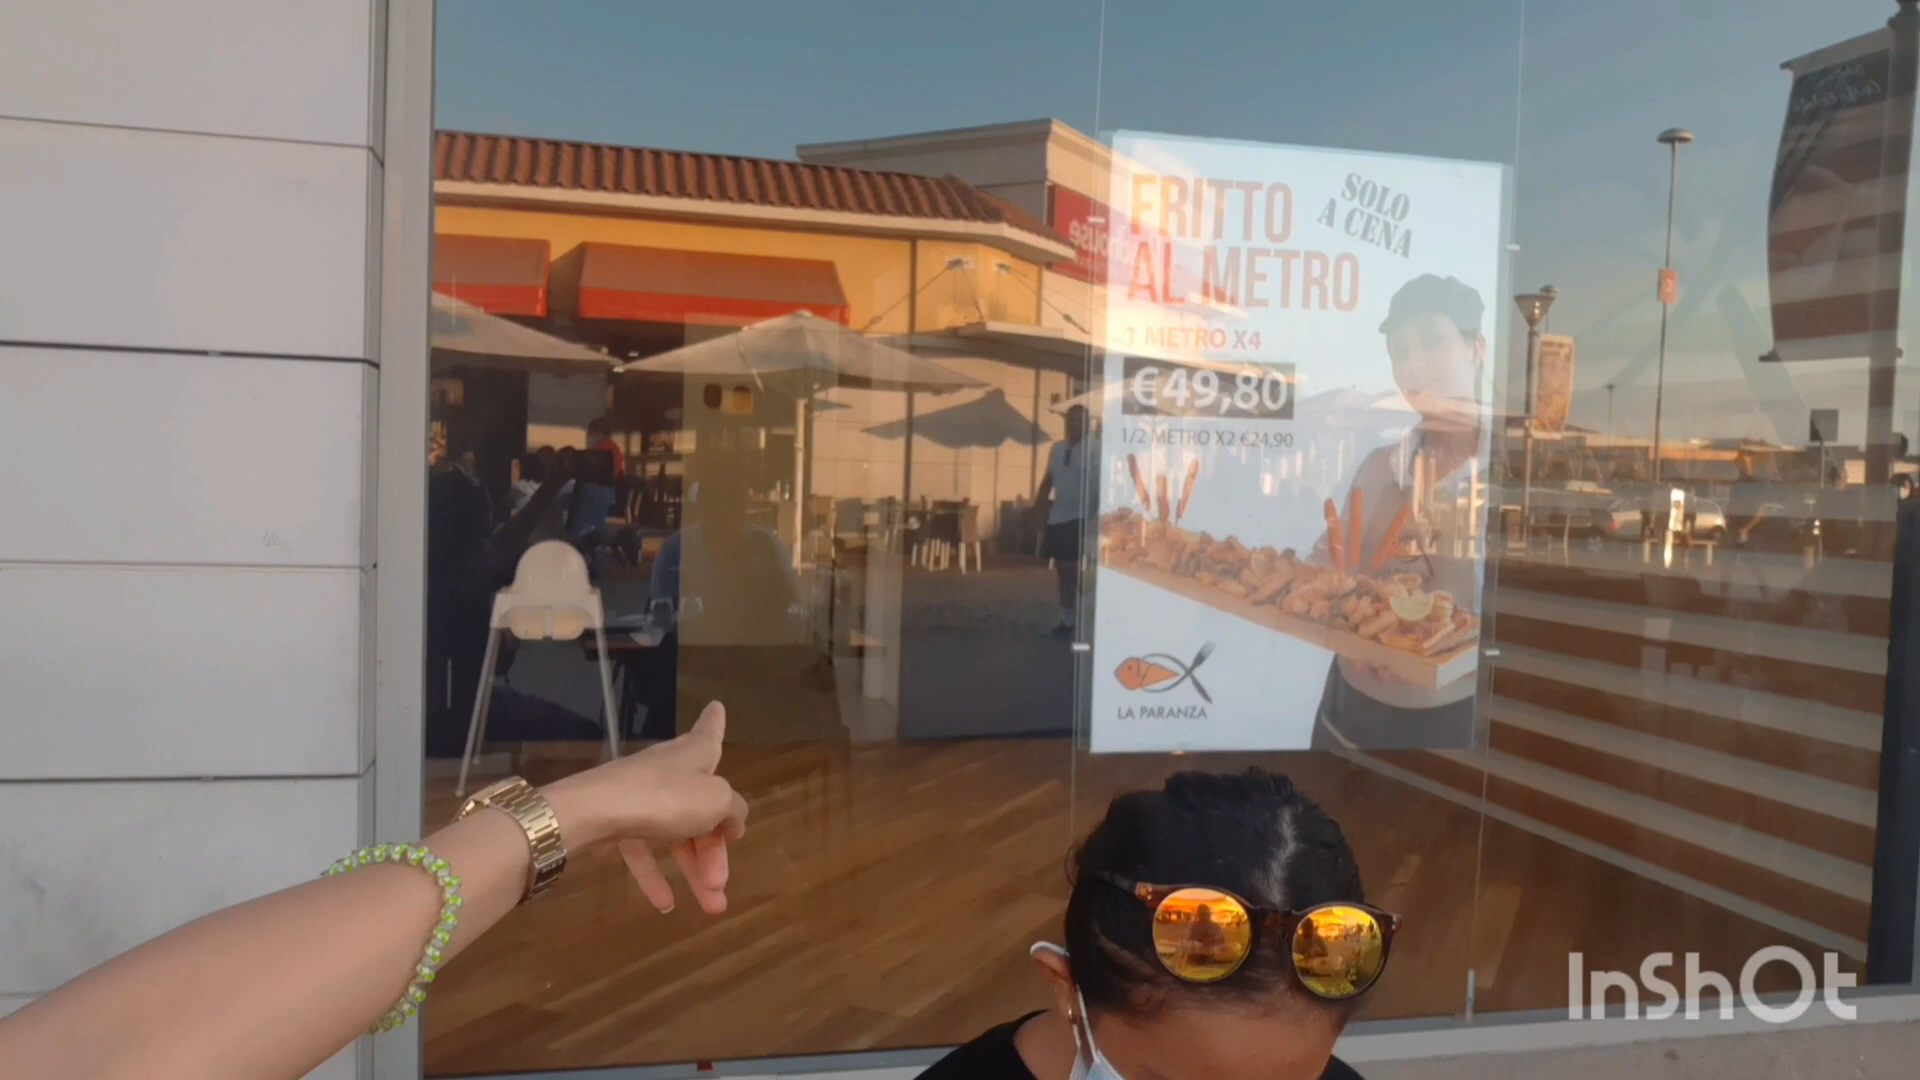 FRITTO
AL METRO
SOLO
A CENA
1 METRO X4
€49,80
1/2 METRO X2 €24,90
LA PARANZA
InShOt